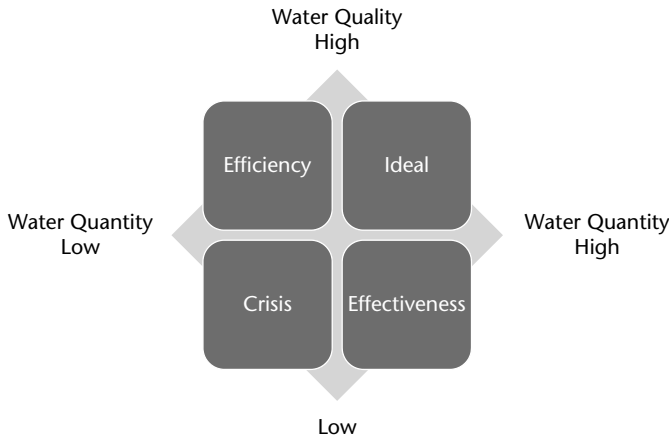 Water Quality
High
Efficiency
Ideal
Water Quantity
Low
Water Quantity
High
Crisis
Effectiveness
Low